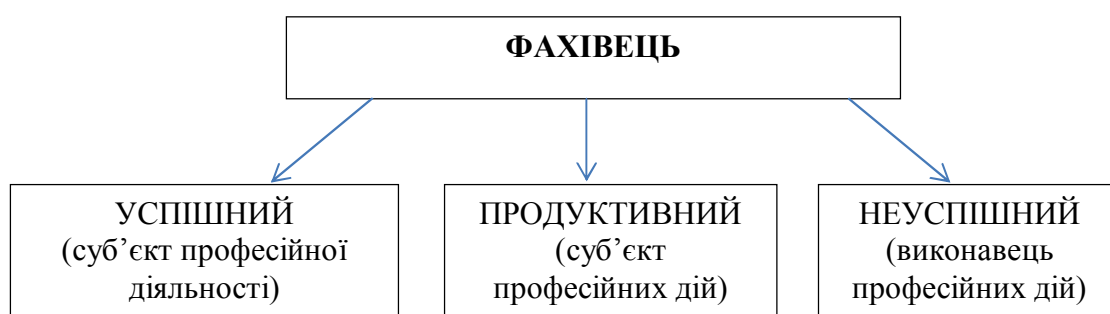 ФАХІВЕЦЬ
УСПІШНИЙ
(суб’єкт професійної
діяльності)
ПРОДУКТИВНИЙ
(суб’єкт
професійних дій)
НЕУСПІШНИЙ
(виконавець
професійних дій)